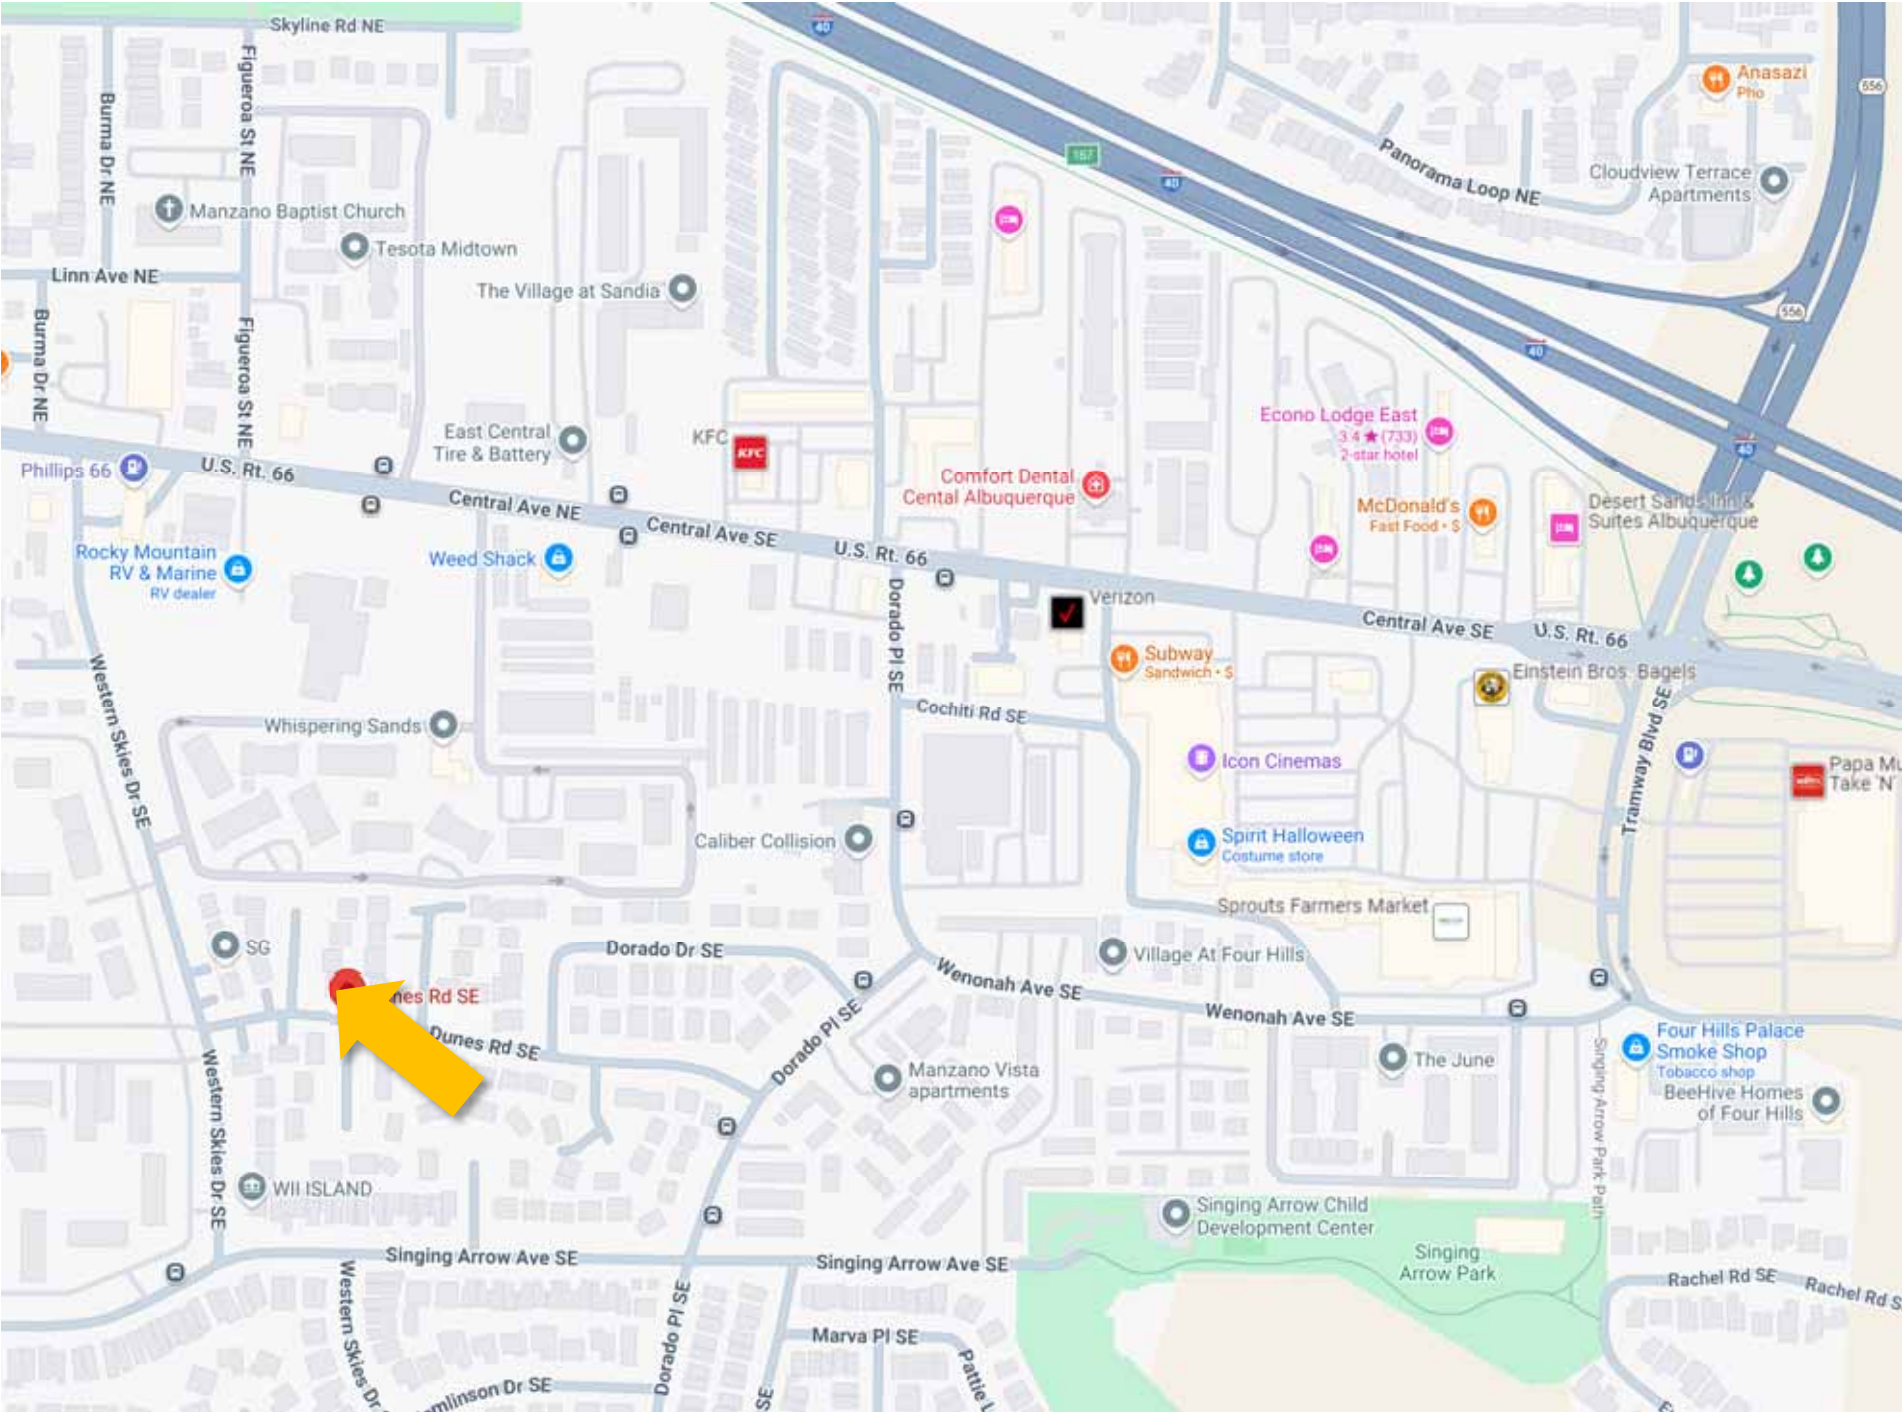 Skyline Rd NE
40
Anasazi
Pho
556
Figueroa St NE
Burma Dr NE
167
40
Panorama Loop NE
Cloudview Terrace
Apartments
Manzano Baptist Church
Tesota Midtown
Linn Ave NE
The Village at Sandia
556
Burma Dr NE
Figueroa St NE
40
Econo Lodge East
3.4 ★ (733)
2-star hotel
East Central
Tire & Battery
KFC
KFC
40
Phillips 66
U.S. Rt. 66
Comfort Dental
Cental Albuquerque
McDonald's
Fast Food • $
Desert Sands Inn &
Suites Albuquerque
Central Ave NE
Central Ave SE
U.S. Rt. 66
Rocky Mountain
RV & Marine
RV dealer
Weed Shack
Verizon
Dorado Pl SE
Central Ave SE
U.S. Rt. 66
Subway
Sandwich • $
Einstein Bros. Bagels
Western Skies Dr SE
Cochiti Rd SE
Whispering Sands
Tramway Blvd SE
Icon Cinemas
Papa Mu
Take 'N'
Caliber Collision
Spirit Halloween
Costume store
Sprouts Farmers Market
SG
Dorado Dr SE
Village At Four Hills
Wenonah Ave SE
nes Rd SE
Wenonah Ave SE
Dorado Pl SE
Dunes Rd SE
Four Hills Palace
Smoke Shop
Tobacco shop
The June
Manzano Vista
apartments
BeeHive Homes
of Four Hills
Western Skies Dr SE
Singing Arrow Park Path
WII ISLAND
Singing Arrow Child
Development Center
Singing Arrow Ave SE
Singing Arrow Ave SE
Singing
Arrow Park
Rachel Rd SE
Rachel Rd S
Western Skies Dr
Dorado Pl SE
Marva Pl SE
Pattie L
mlinson Dr SE
SE